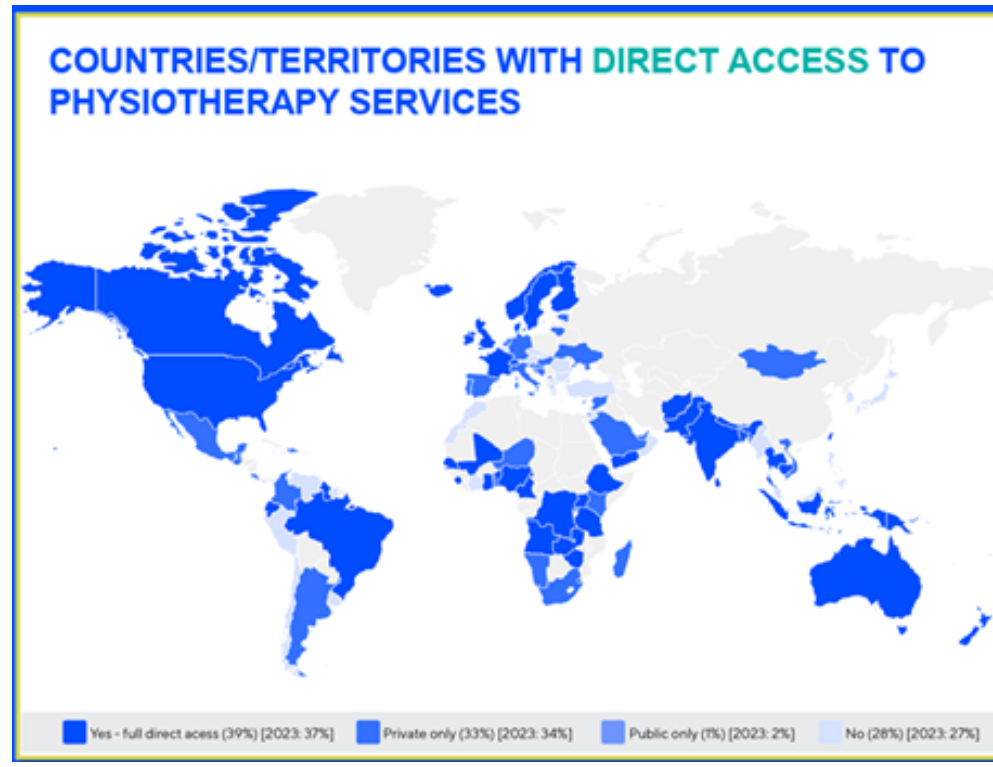 COUNTRIES/TERRITORIES WITH DIRECT ACCESS TO
PHYSIOTHERAPY SERVICES
Yes - full direct acess (39%) [2023: 37%]
Private only (33%) [2023: 34%]
Public only (1%) [2023: 2%]
No (28%) [2023: 27%]